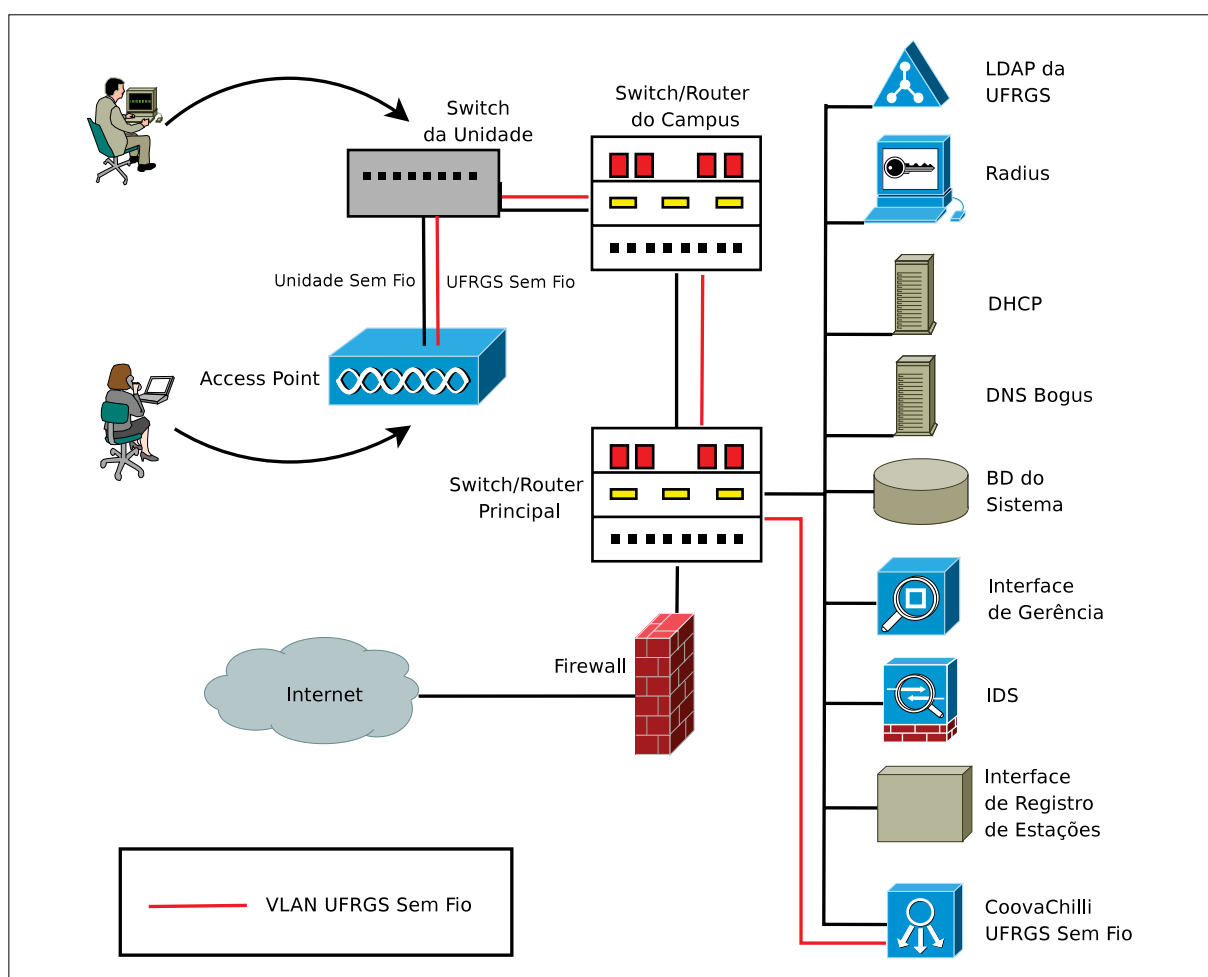 LDAP da
UFRGS
Switch/Router
do Campus
Switch
da Unidade
Radius
Unidade Sem Fio
UFRGS Sem Fio
DHCP
Access Point
DNS Bogus
Switch/Router
Principal
BD do
Sistema
Interface
de Gerência
Firewall
Internet
IDS
Interface
de Registro
de Estações
VLAN UFRGS Sem Fio
CoovaChilli
UFRGS Sem Fio